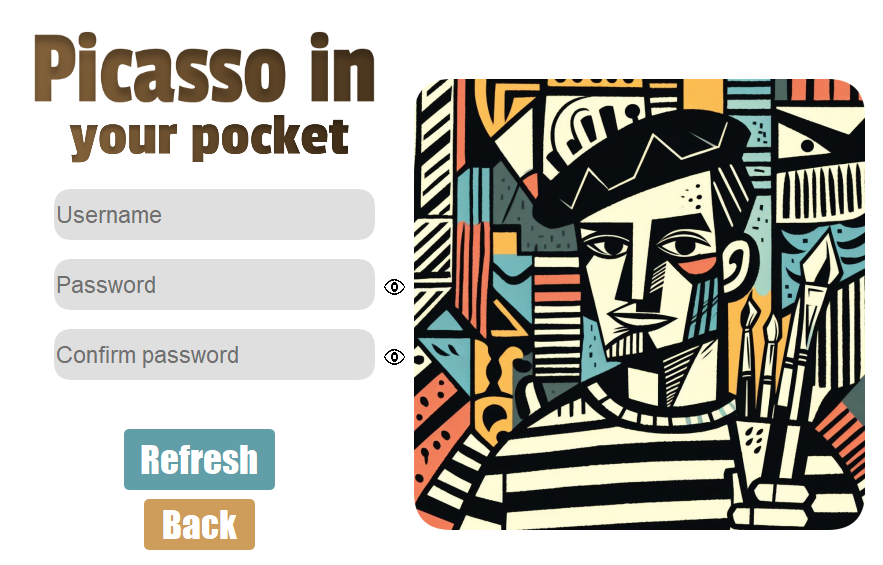 Picasso in
your pocket
Username
Password
Confirm password
Refresh
Back